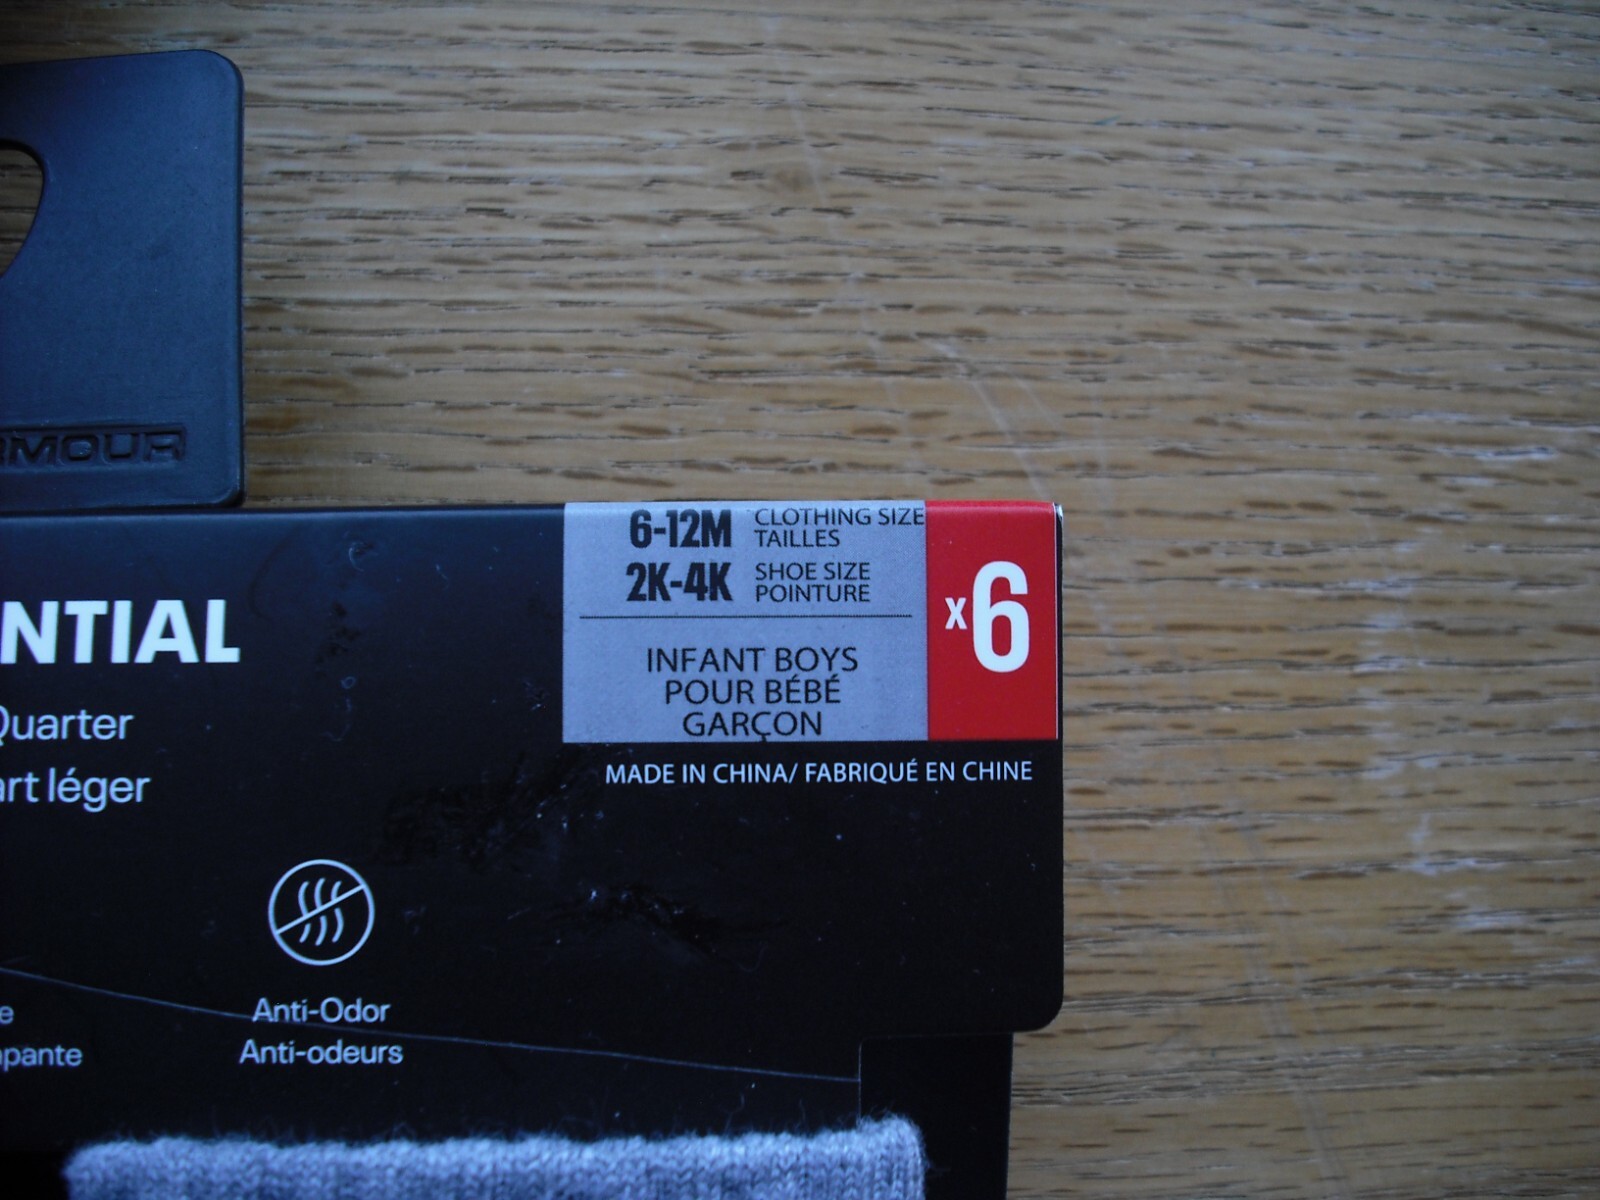 6-12M CLOTHING SIZE
TAILLES
2K-4K SHOE SIZE
POINTURE
x6
INFANT BOYS
POUR BÉBÉ
GARÇON
MADE IN CHINA/ FABRIQUÉ EN CHINE
NTIAL
Quarter
art léger
Anti-Odor
Anti-odeurs
e
pante
RMOUR